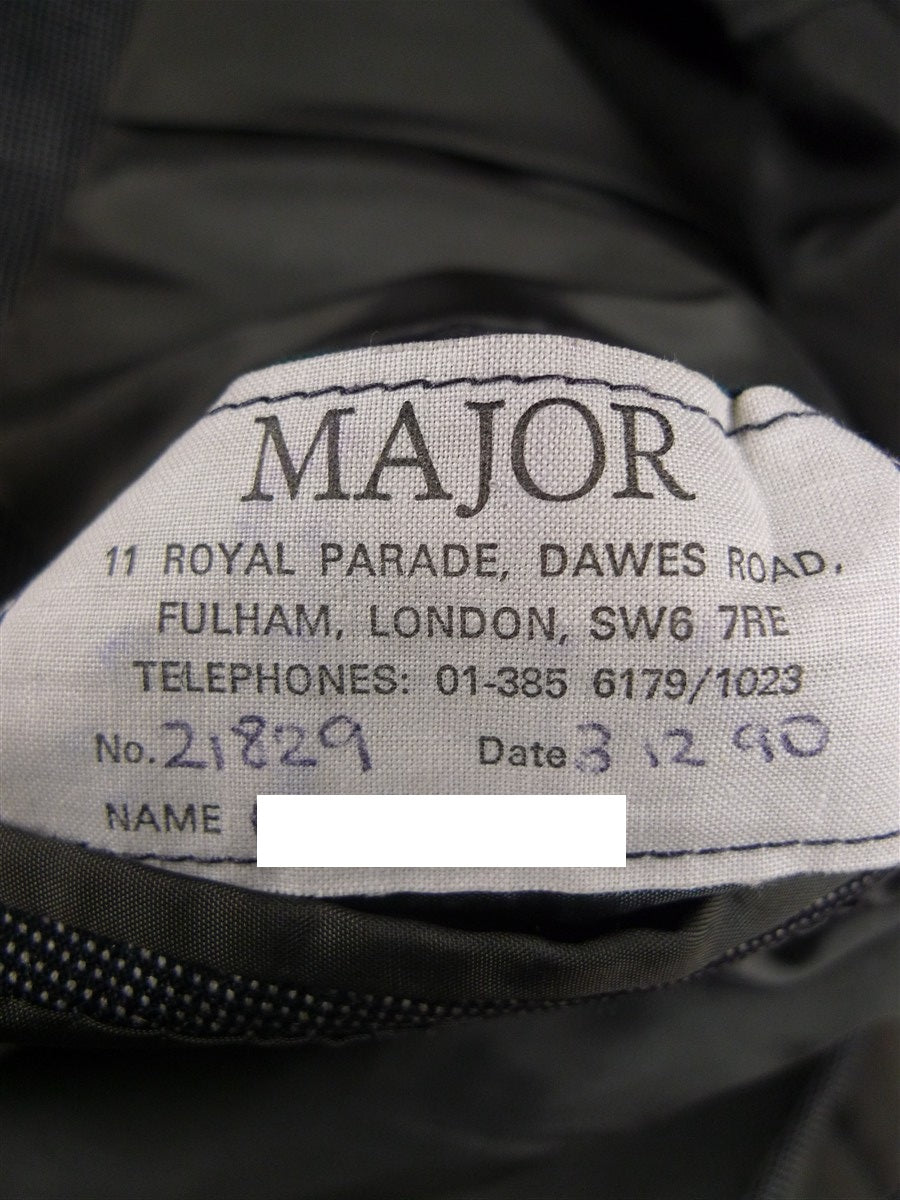 MAJOR
11 ROYAL PARADE, DAWES ROAD,
FULHAM, LONDON, SW6 7RE
TELEPHONES: 01-385 6179/1023
No. 21829 Date 3 12 90
NAME